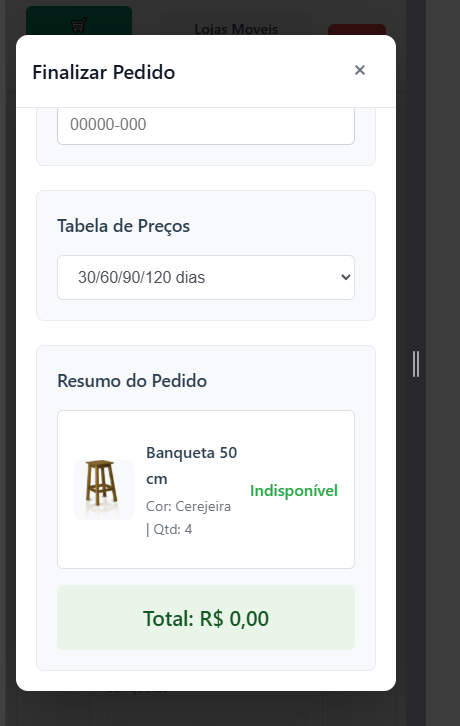 Lojas Moveis
Finalizar Pedido ×
00000-000
Tabela de Preços
30/60/90/120 dias
Resumo do Pedido
Banqueta 50
cm
Indisponível
Cor: Cerejeira
| Qtd: 4
Total: R$ 0,00